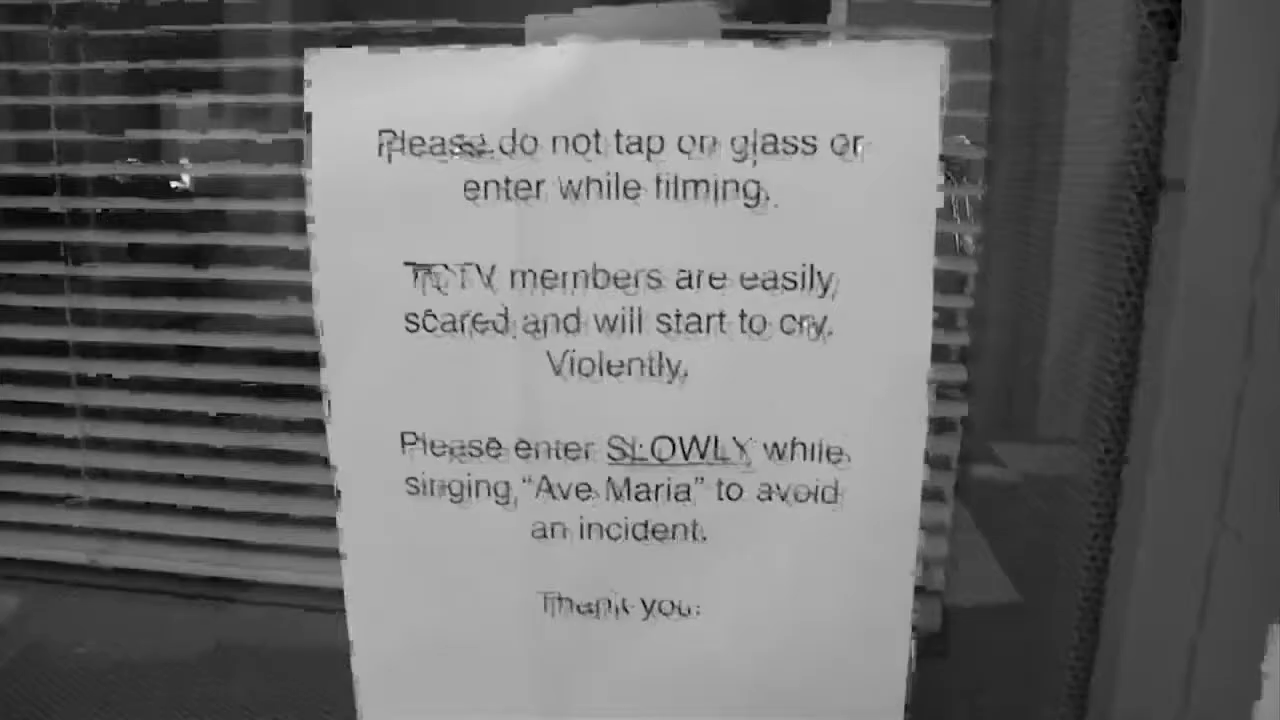 Please do not tap on glass or
enter while filming.
TCTV members are easily
scared and will start to cry.
Violently.
Please enter SLOWLY while
singing "Ave Maria" to avoid
an incident.
Thank you.